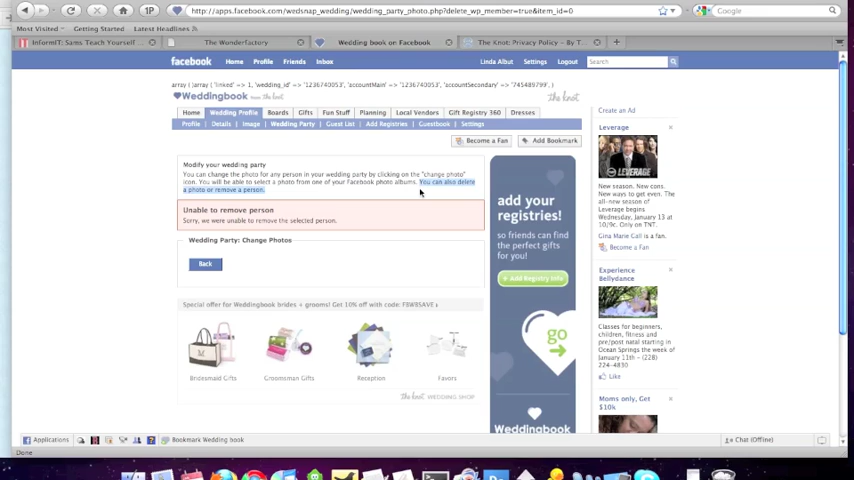 http://apps.facebook.com/wedsnap_wedding/wedding_party_photo.php?delete_wp_member=true&item_id=0
Google
Most Visited Getting Started Latest Headlines
InformIT: Sams Teach Yourself ...
The Wonderfactory
Wedding book on Facebook
The Knot: Privacy Policy - By T...
facebook Home Profile Friends Inbox Linda Albut Settings Logout Search
array ( [array ( 'linked' => 1, 'wedding_id' => '1236740053', 'accountMain' => '1236740053', 'accountSecondary' => '745489799', )
Weddingbook
the knot
Home Wedding Profile Boards Gifts Fun Stuff Planning Local Vendors Gift Registry 360 Dresses
Profile Details Image Wedding Party Guest List Add Registries Guestbook Settings
Become a Fan Add Bookmark
Modify your wedding party
You can change the photo for any person in your wedding party by clicking on the "change photo"
icon. You will be able to select a photo from one of your Facebook photo albums. You can also delete
a photo or remove a person.
Unable to remove person
Sorry, we were unable to remove the selected person.
Wedding Party: Change Photos
Back
Special offer for Weddingbook brides + grooms! Get 10% off with code: FBW8SAVE
Bridesmaid Gifts
Groomsman Gifts
Reception
Favors
the knot WEDDING SHOP
add your
registries!
so friends can
find the perfect
gifts for you!
+ Add Registry Info
go
Weddingbook
Create an Ad
Leverage
LEVERAGE
New season. New cons.
New ways to get even. The
all-new season of
Leverage begins
Wednesday, January 13 at
10/9c. Only on TNT.
Gina Marie Gall is a fan.
Become a Fan
Experience
Bellydance
Classes for beginners,
children, fitness and
pre/post natal starting in
Ocean Springs the week of
January 11th - (228)
224-4830
Like
Moms only, Get
$10k
Applications
Bookmark Wedding book
Chat (Offline)
Done